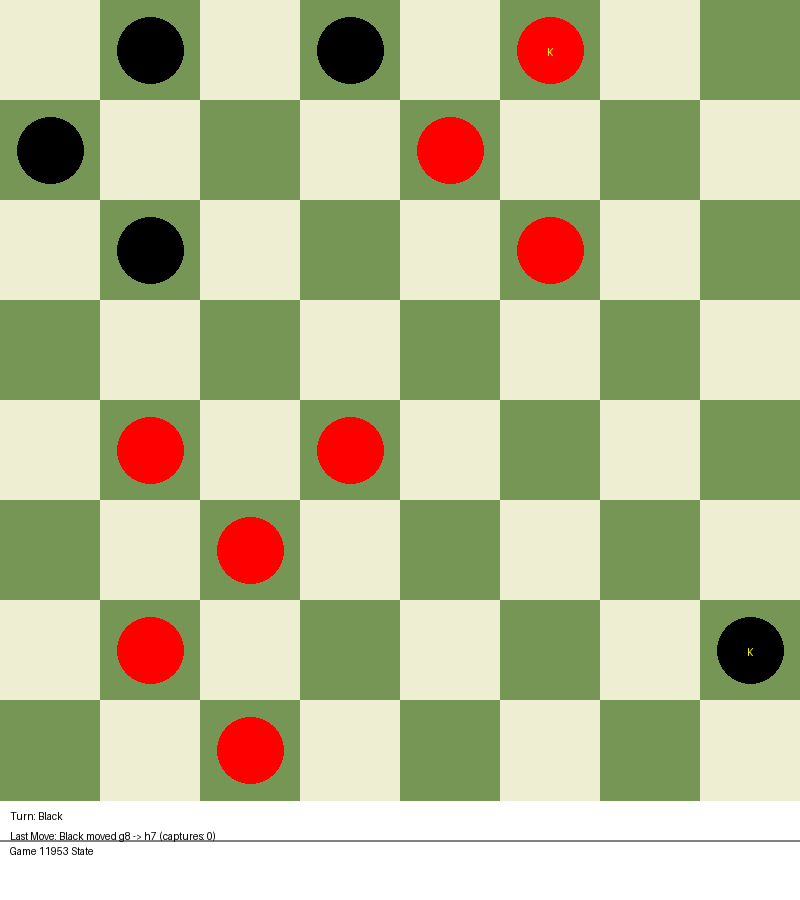 K
K
Turn: Black
Last Move: Black moved g8 -> h7 (captures: 0)
Game 11953 State